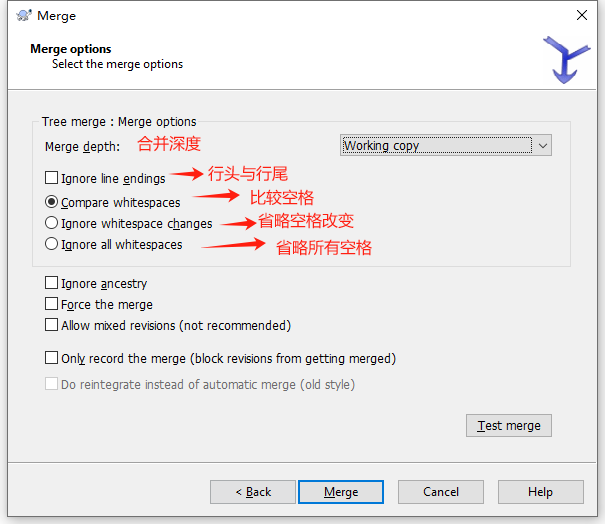 Merge
Merge options
Select the merge options
Tree merge : Merge options
Merge depth: 合并深度 Working copy
Ignore line endings 行头与行尾
Compare whitespaces 比较空格
Ignore whitespace changes 省略空格改变
Ignore all whitespaces 省略所有空格
Ignore ancestry
Force the merge
Allow mixed revisions (not recommended)
Only record the merge (block revisions from getting merged)
Do reintegrate instead of automatic merge (old style)
Test merge
< Back Merge Cancel Help